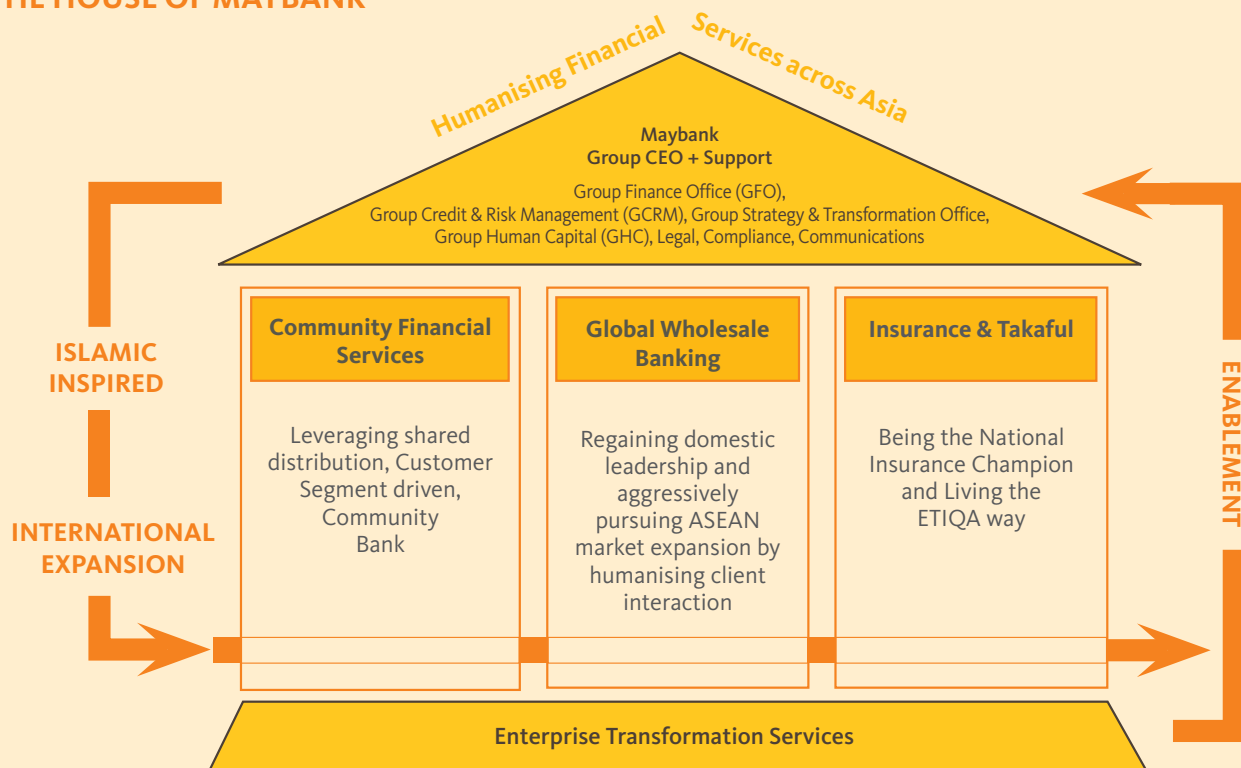 HOUSE OF MAYBANK
Humanising Financial Services across Asia
Maybank
Group CEO + Support
Group Finance Office (GFO),
Group Credit & Risk Management (GCRM), Group Strategy & Transformation Office,
Group Human Capital (GHC), Legal, Compliance, Communications
ISLAMIC
INSPIRED
INTERNATIONAL
EXPANSION
Community Financial
Services
Leveraging shared
distribution, Customer
Segment driven,
Community
Bank
Global Wholesale
Banking
Regaining domestic
leadership and
aggressively
pursuing ASEAN
market expansion by
humanising client
interaction
Insurance & Takaful
Being the National
Insurance Champion
and Living the
ETIQA way
ENABLEMENT
Enterprise Transformation Services